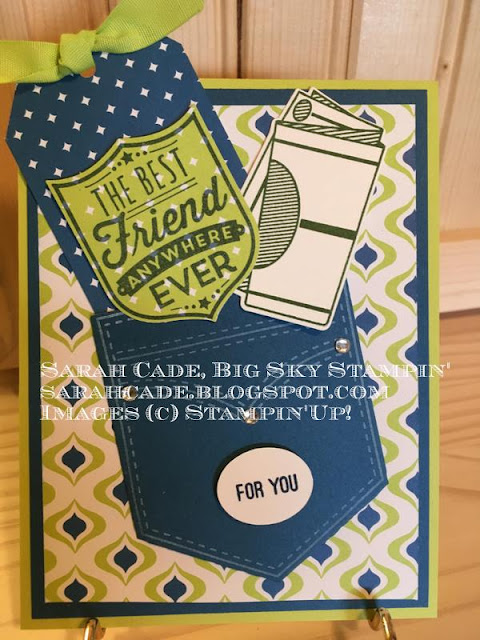 THE BEST
Friend
ANYWHERE
EVER
SARAH CADE, BIG SKY STAMPIN'
SARAHCADE.BLOGSPOT.COM
IMAGES (C) STAMPIN'UP!
FOR YOU